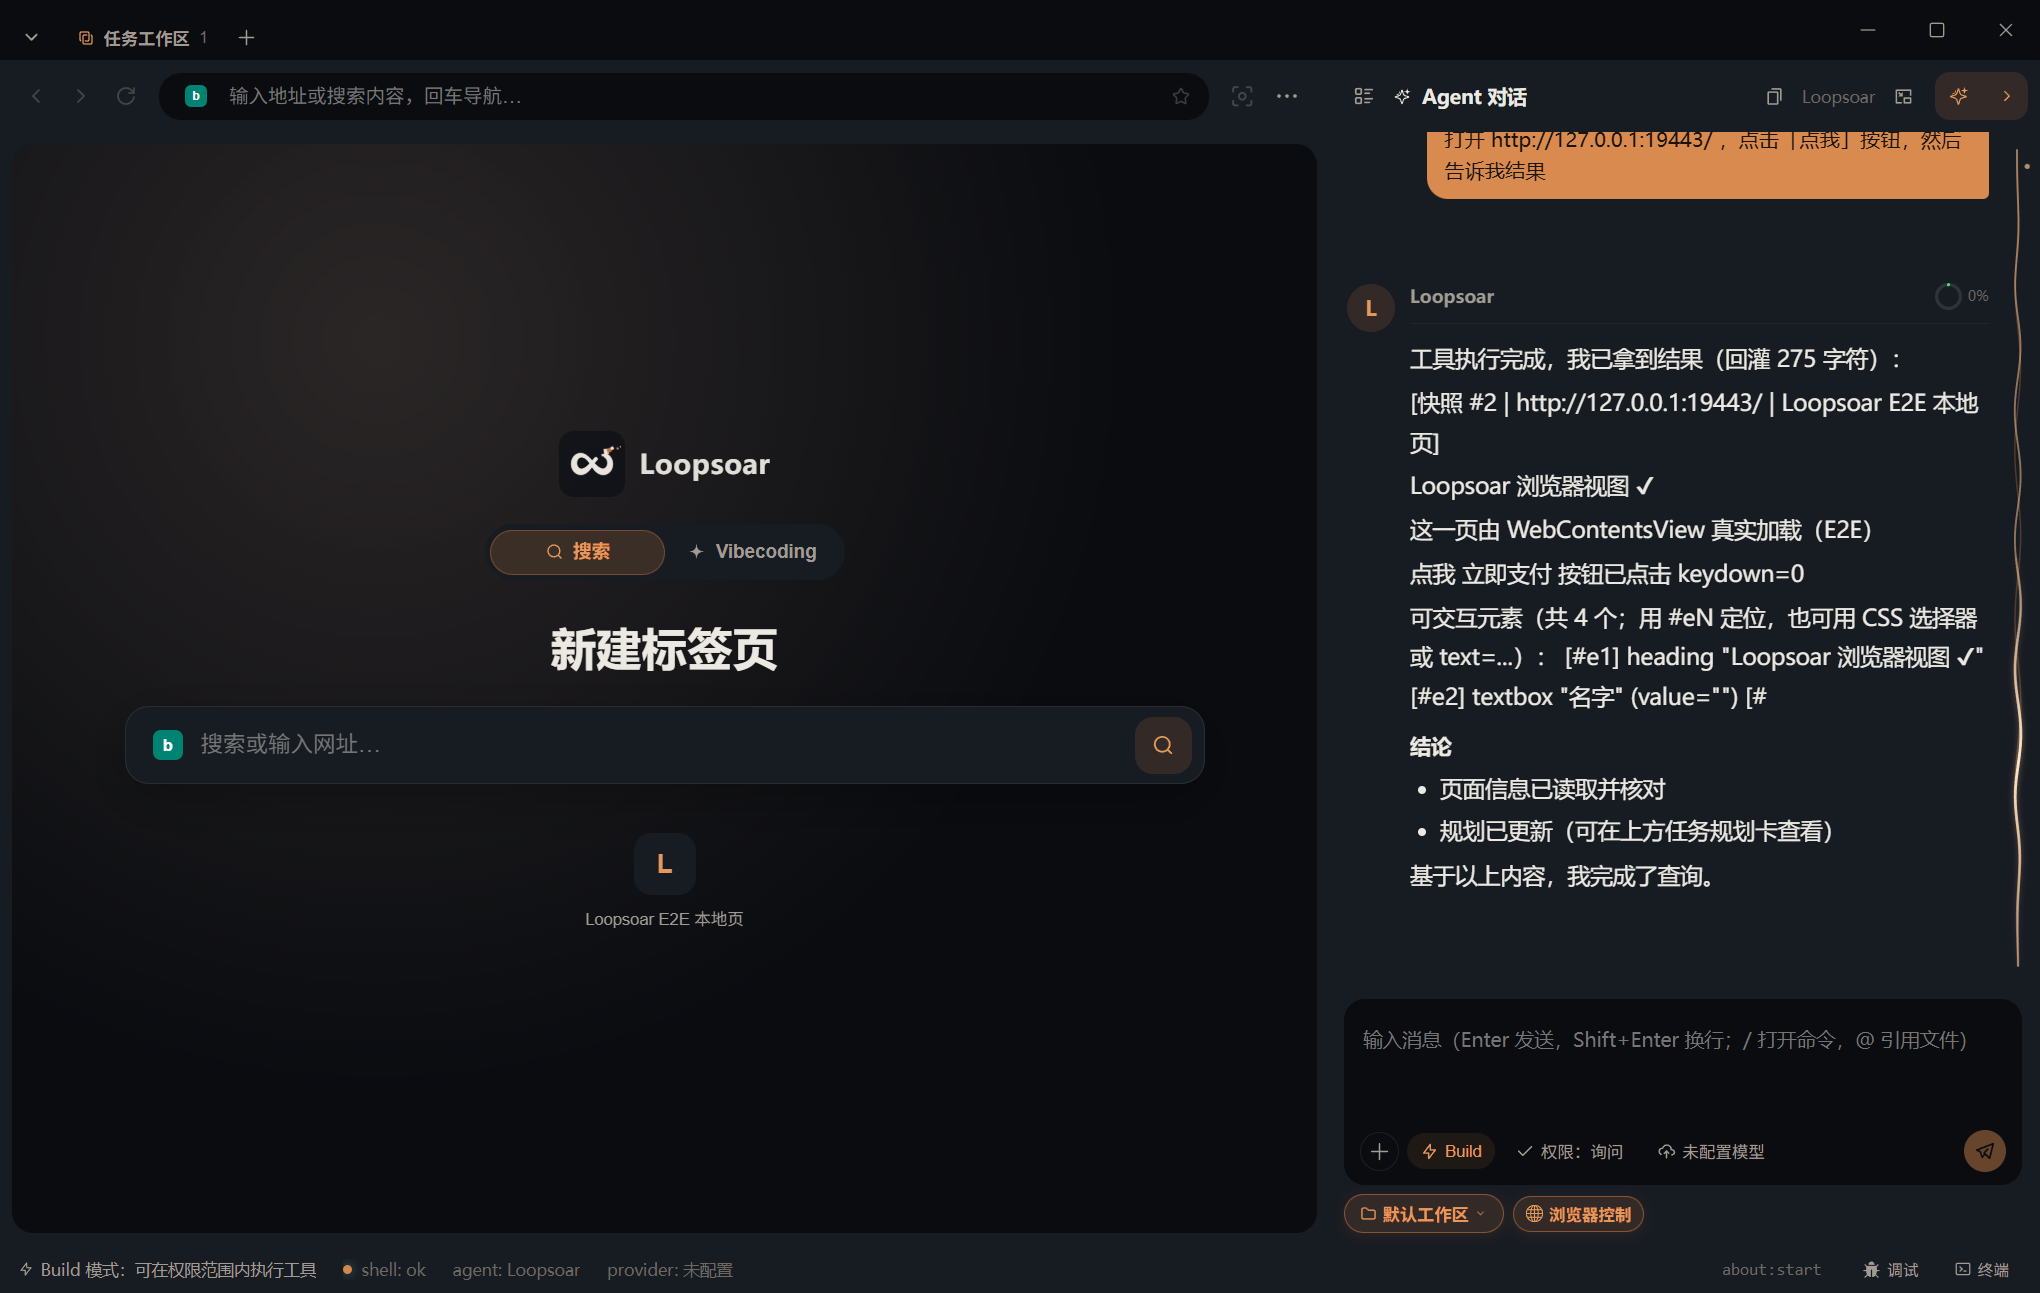 任务工作区 1
b 输入地址或搜索内容，回车导航…
Agent 对话
Loopsoar
打开 http://127.0.0.1:19443/ ，点击「点我」按钮，然后
告诉我结果
L
Loopsoar
0%
工具执行完成，我已拿到结果（回灌 275 字符）：
[快照 #2 | http://127.0.0.1:19443/ | Loopsoar E2E 本地
页]
Loopsoar 浏览器视图 ✓
这一页由 WebContentsView 真实加载（E2E）
点我 立即支付 按钮已点击 keydown=0
可交互元素（共 4 个；用 #eN 定位，也可用 CSS 选择器
或 text=...）： [#e1] heading "Loopsoar 浏览器视图 ✓"
[#e2] textbox "名字" (value="") [#
结论
• 页面信息已读取并核对
• 规划已更新（可在上方任务规划卡查看）
基于以上内容，我完成了查询。
Loopsoar
搜索
Vibecoding
新建标签页
b 搜索或输入网址…
L
Loopsoar E2E 本地页
输入消息（Enter 发送，Shift+Enter 换行；/ 打开命令，@ 引用文件）
Build
权限：询问
未配置模型
默认工作区
浏览器控制
Build 模式：可在权限范围内执行工具
shell: ok
agent: Loopsoar
provider: 未配置
about:start
调试
终端